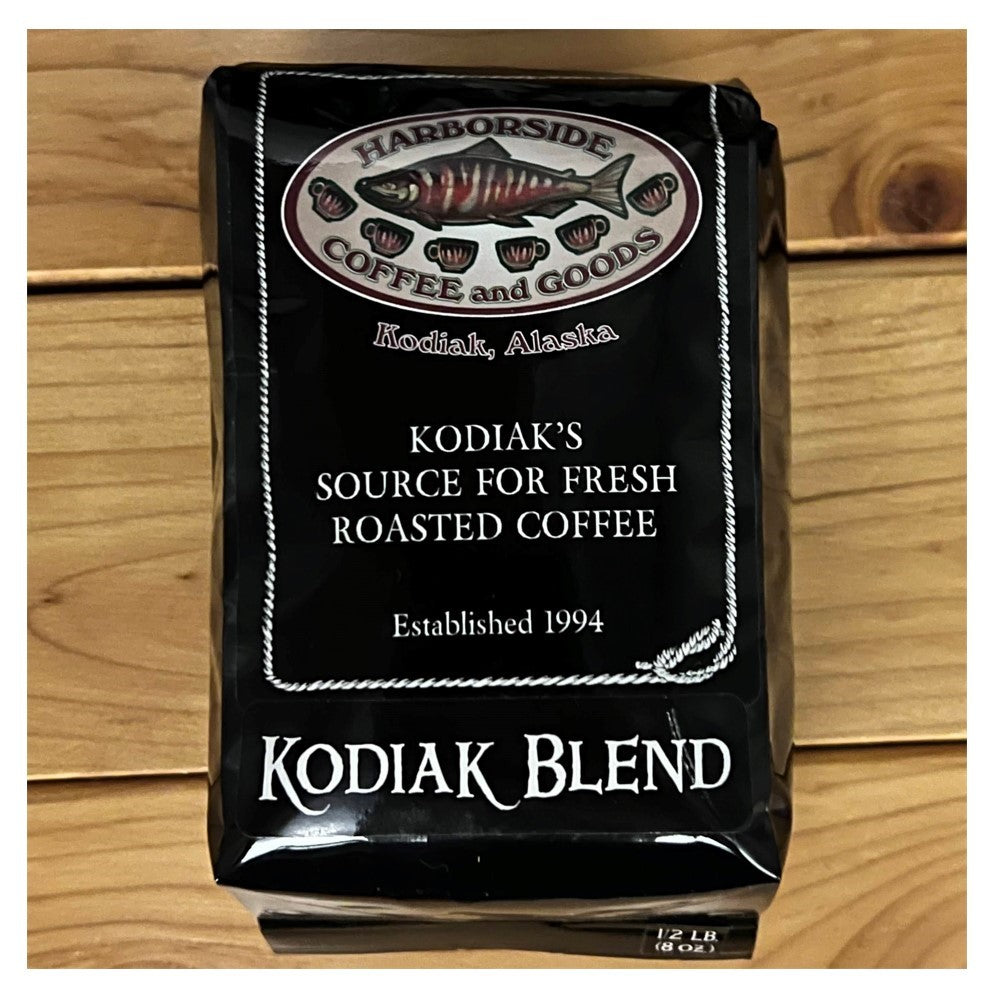 HARBORSIDE
COFFEE and GOODS
Kodiak, Alaska
KODIAK'S
SOURCE FOR FRESH
ROASTED COFFEE
Established 1994
KODIAK BLEND
1/2 LB.
(8 OZ.)